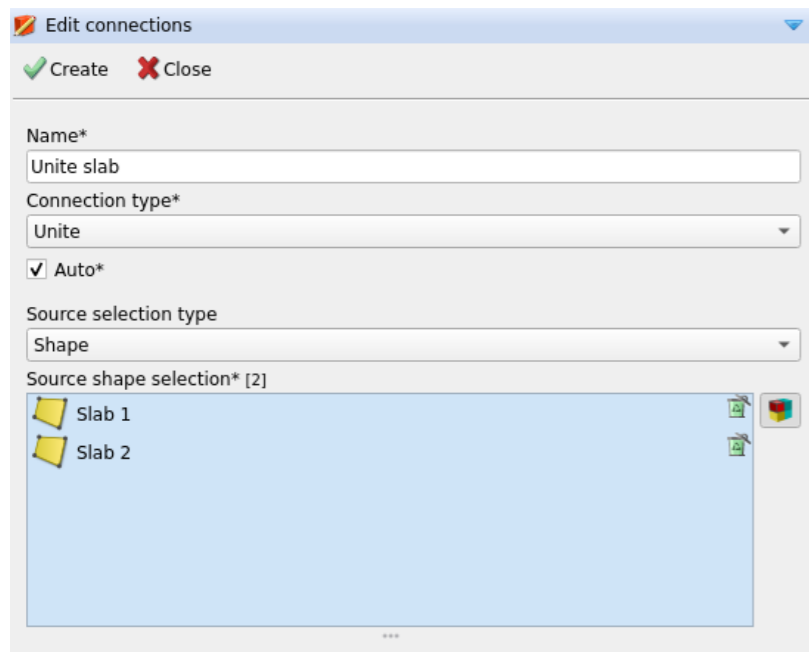 Edit connections
Create Close
Name*
Unite slab
Connection type*
Unite
Auto*
Source selection type
Shape
Source shape selection* [2]
Slab 1
Slab 2